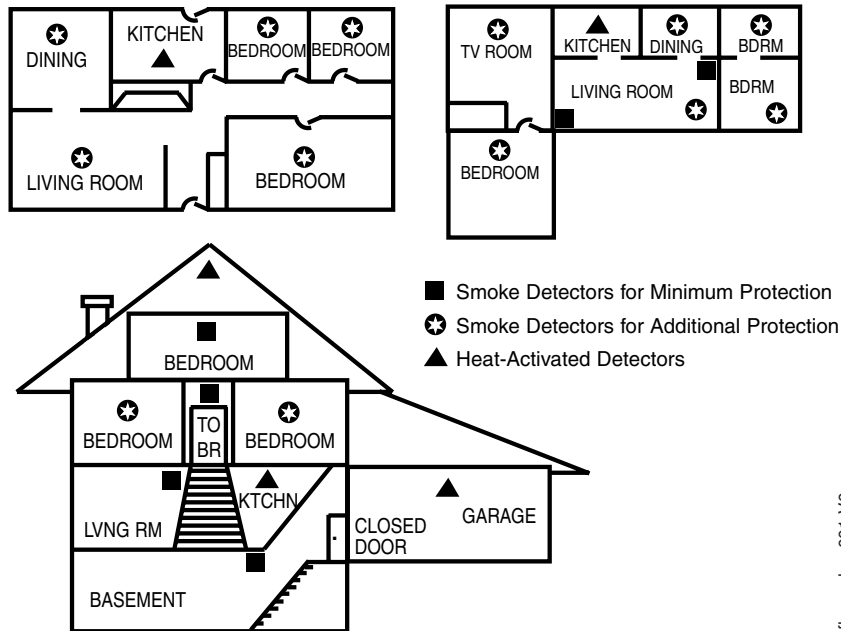 DINING
KITCHEN
BEDROOM
BEDROOM
LIVING ROOM
BEDROOM
TV ROOM
KITCHEN
DINING
BDRM
LIVING ROOM
BDRM
BEDROOM
Smoke Detectors for Minimum Protection
Smoke Detectors for Additional Protection
Heat-Activated Detectors
BEDROOM
BEDROOM
TO
BR
BEDROOM
LVNG RM
KTCHN
CLOSED
DOOR
GARAGE
BASEMENT